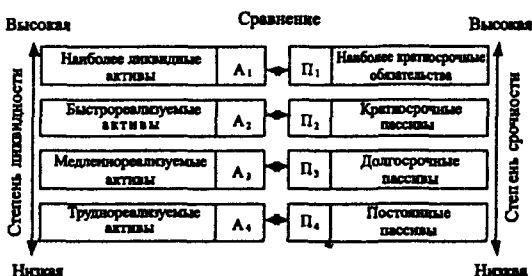 Сравнение
Высокая
Высокая
Степень ликвидности
Наиболее ликвидные
активы
А₁
П₁
Наиболее краткосрочные
обязательства
Быстрореализуемые
активы
А₂
П₂
Краткосрочные
пассивы
Медленнореализуемые
активы
А₃
П₃
Долгосрочные
пассивы
Труднореализуемые
активы
А₄
П₄
Постоянные
пассивы
Степень срочности
Низкая
Низкая